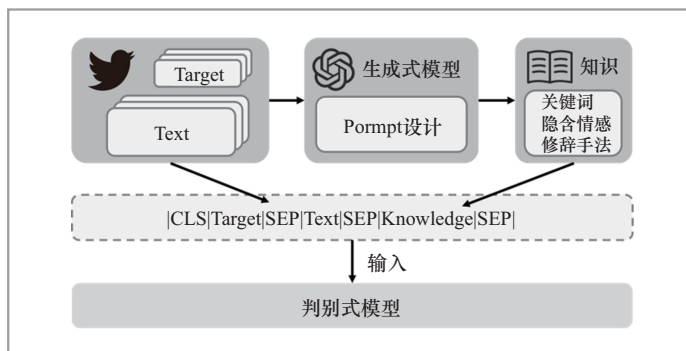 Target
Text
生成式模型
Pormpt设计
知识
关键词
隐含情感
修辞手法
|CLS|Target|SEP|Text|SEP|Knowledge|SEP|
输入
判别式模型